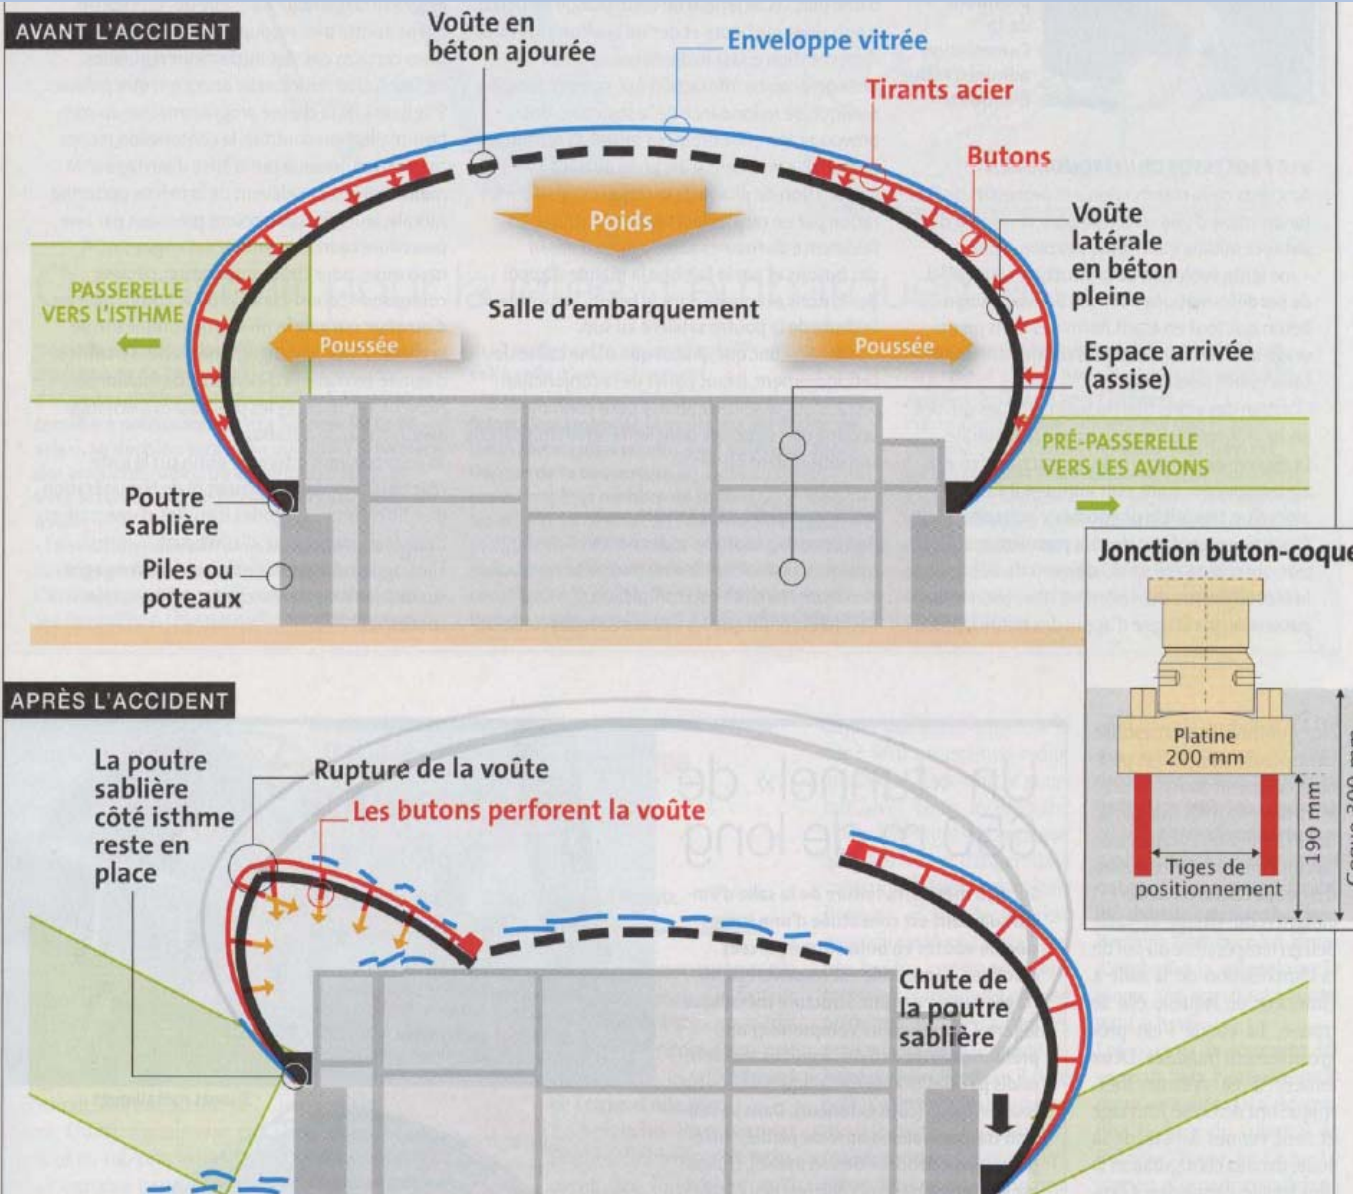 AVANT L'ACCIDENT
Voûte en
béton ajourée
Enveloppe vitrée
Tirants acier
Butons
Voûte
latérale
en béton
pleine
Poids
PASSERELLE
VERS L'ISTHME
Salle d'embarquement
Poussée
Poussée
Espace arrivée
(assise)
PRÉ-PASSERELLE
VERS LES AVIONS
Poutre
sablière
Piles ou
poteaux
Jonction buton-coque
Platine
200 mm
Tiges de
positionnement
190 mm
300 mm
APRÈS L'ACCIDENT
La poutre
sablière
côté isthme
reste en
place
Rupture de la voûte
Les butons perforent la voûte
Chute de
la poutre
sablière